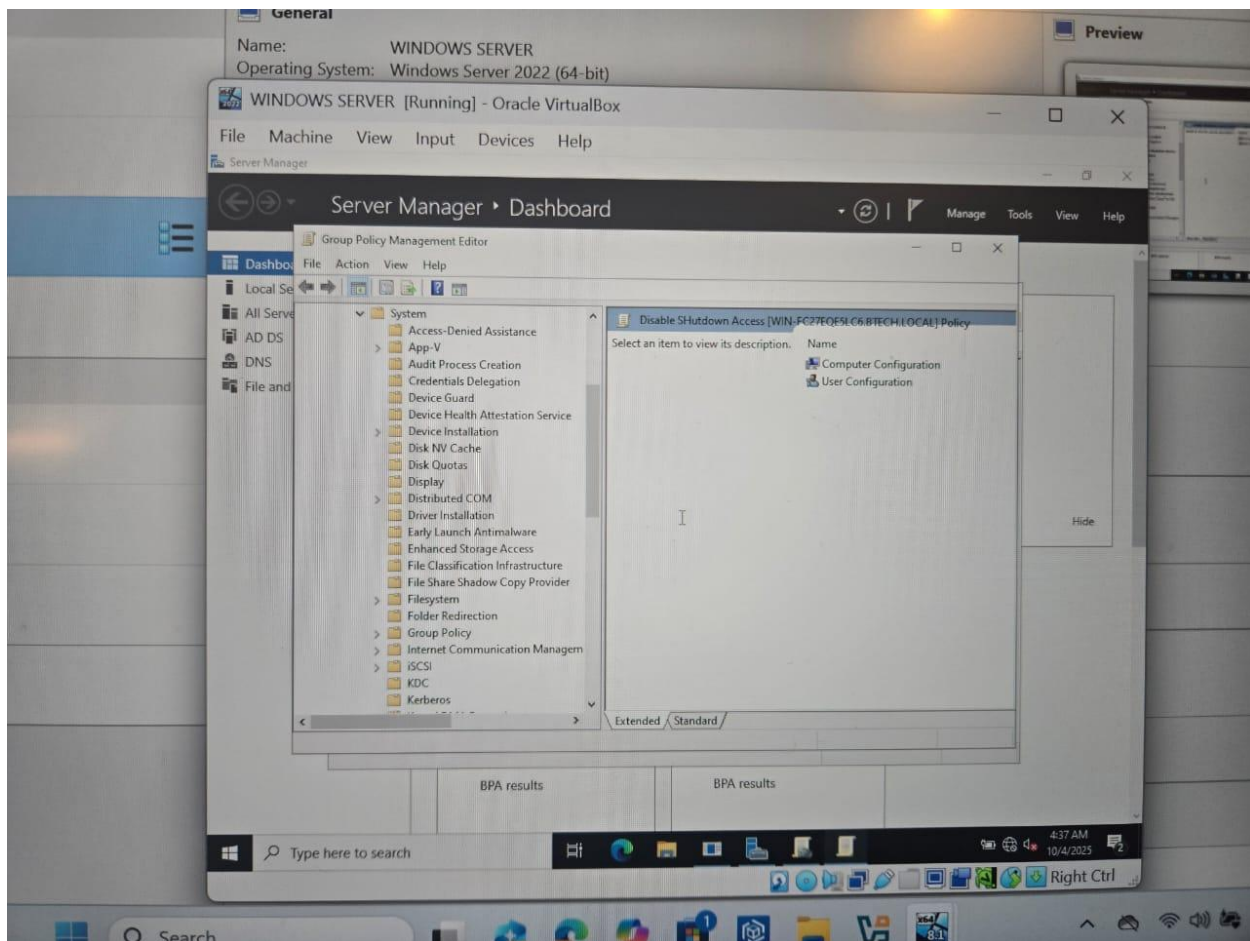 General
Preview
Name: WINDOWS SERVER
Operating System: Windows Server 2022 (64-bit)
WINDOWS SERVER [Running] - Oracle VirtualBox
File Machine View Input Devices Help
Server Manager
Server Manager • Dashboard
Manage Tools View Help
Group Policy Management Editor
File Action View Help
Dashbo
Local Se
All Serve
AD DS
DNS
File and
System
Access-Denied Assistance
App-V
Audit Process Creation
Credentials Delegation
Device Guard
Device Health Attestation Service
Device Installation
Disk NV Cache
Disk Quotas
Display
Distributed COM
Driver Installation
Early Launch Antimalware
Enhanced Storage Access
File Classification Infrastructure
File Share Shadow Copy Provider
Filesystem
Folder Redirection
Group Policy
Internet Communication Managem
iSCSI
KDC
Kerberos
Disable SHutdown Access [WIN-FC27EQE5LC6.BTECH.LOCAL] Policy
Select an item to view its description.
Name
Computer Configuration
User Configuration
Hide
Extended Standard
BPA results
BPA results
Type here to search
4:37 AM
10/4/2025
2
Right Ctrl
Search
1
x64
8.1